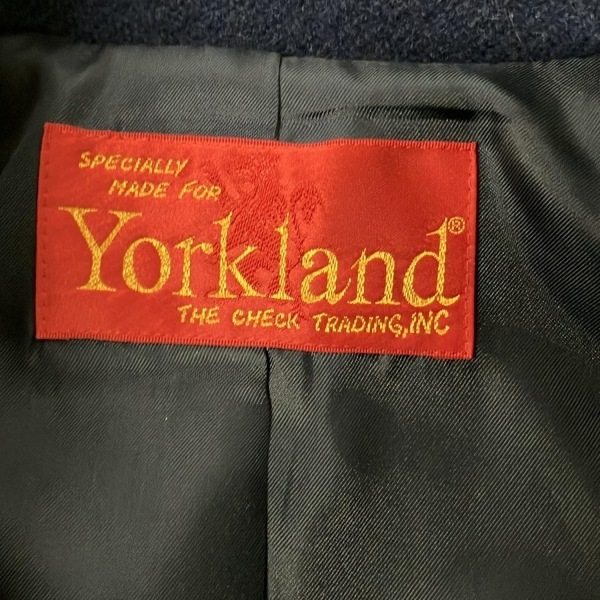 SPECIALLY
MADE FOR
Yorkland®
THE CHECK TRADING,INC